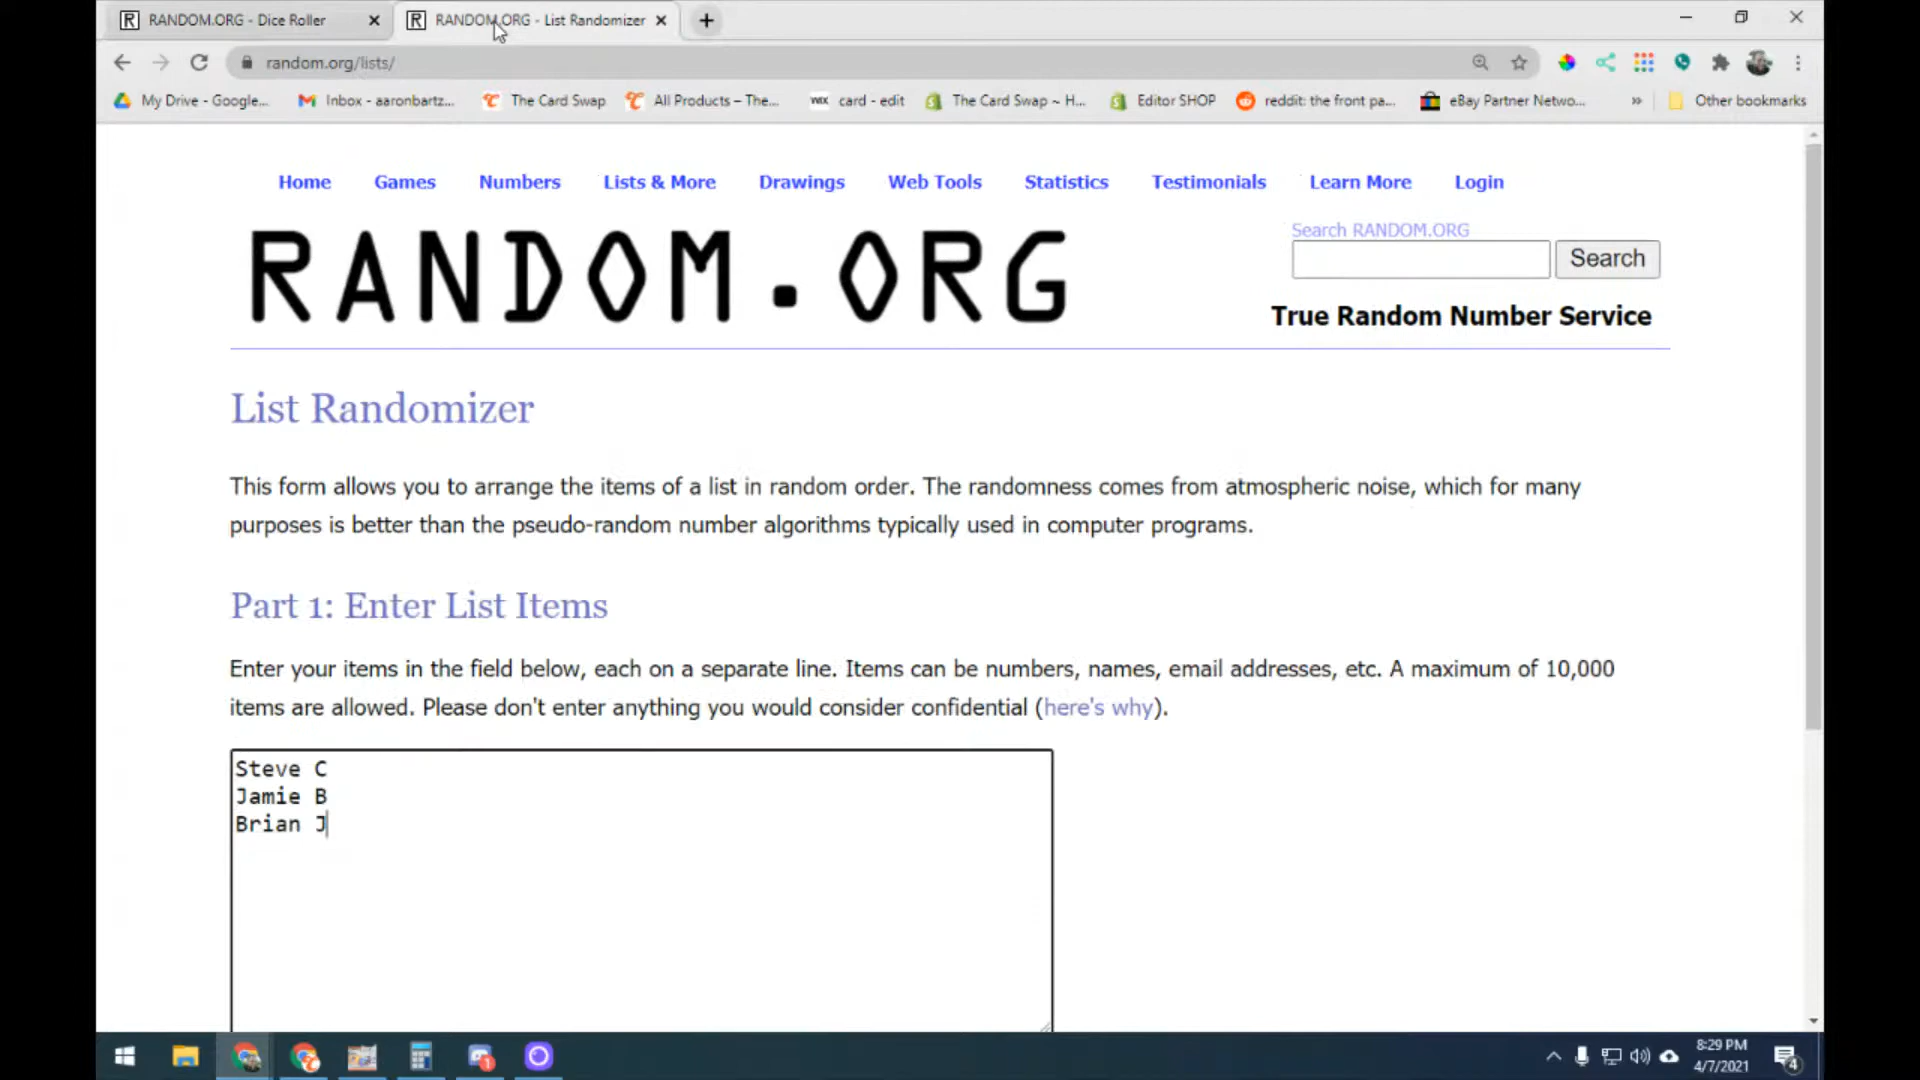 RANDOM.ORG - Dice Roller
RANDOM.ORG - List Randomizer
random.org/lists/
My Drive - Google...
Inbox - aaronbartz...
The Card Swap
All Products – The...
WIX card - edit
The Card Swap ~ H...
Editor SHOP
reddit: the front pa...
eBay Partner Netwo...
»
Other bookmarks
Home Games Numbers Lists & More Drawings Web Tools Statistics Testimonials Learn More Login
RANDOM.ORG
Search RANDOM.ORG
Search
True Random Number Service
List Randomizer
This form allows you to arrange the items of a list in random order. The randomness comes from atmospheric noise, which for many
purposes is better than the pseudo-random number algorithms typically used in computer programs.
Part 1: Enter List Items
Enter your items in the field below, each on a separate line. Items can be numbers, names, email addresses, etc. A maximum of 10,000
items are allowed. Please don't enter anything you would consider confidential (here's why).
Steve C
Jamie B
Brian J
8:29 PM
4/7/2021
4